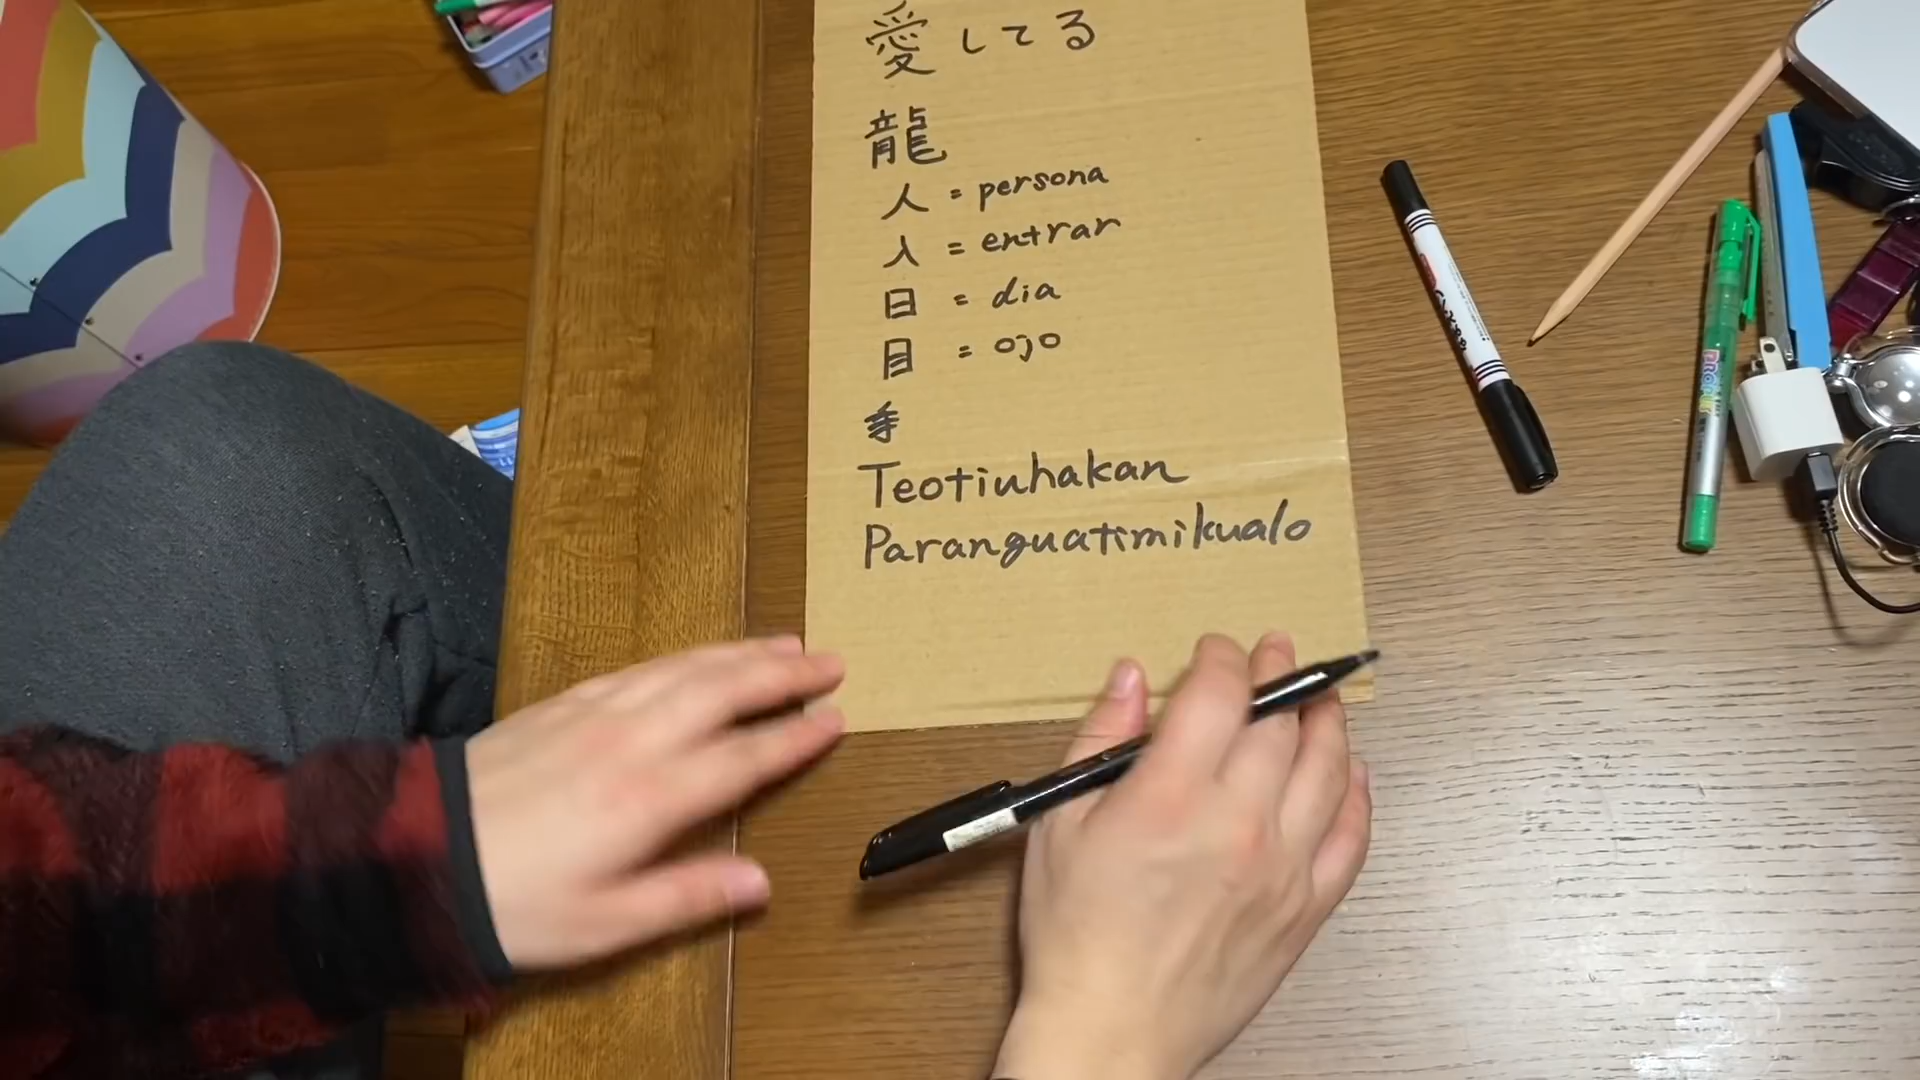 愛してる
龍
人 = persona
入 = entrar
日 = dia
目 = ojo
手
Teotiuhakan
Paranguatimikualo